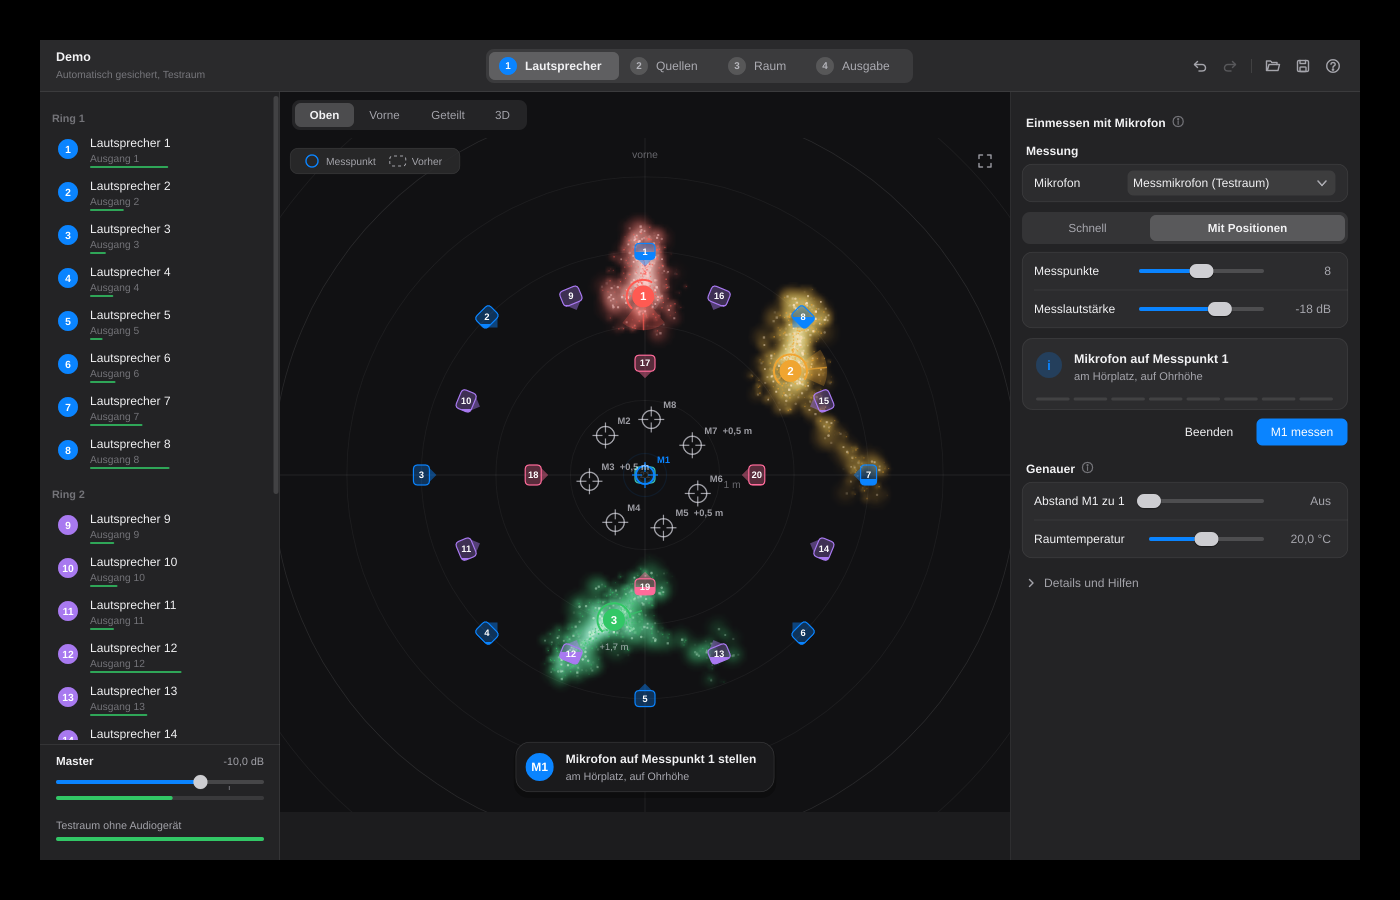 Demo
Automatisch gesichert, Testraum
1 Lautsprecher
2 Quellen
3 Raum
4 Ausgabe
Ring 1
1 Lautsprecher 1
Ausgang 1
2 Lautsprecher 2
Ausgang 2
3 Lautsprecher 3
Ausgang 3
4 Lautsprecher 4
Ausgang 4
5 Lautsprecher 5
Ausgang 5
6 Lautsprecher 6
Ausgang 6
7 Lautsprecher 7
Ausgang 7
8 Lautsprecher 8
Ausgang 8
Ring 2
9 Lautsprecher 9
Ausgang 9
10 Lautsprecher 10
Ausgang 10
11 Lautsprecher 11
Ausgang 11
12 Lautsprecher 12
Ausgang 12
13 Lautsprecher 13
Ausgang 13
14 Lautsprecher 14
Master -10,0 dB
Testraum ohne Audiogerät
Oben Vorne Geteilt 3D
Messpunkt Vorher
vorne
1
9
1
16
2
8
17
2
10
15
M8
M2
M7 +0,5 m
M1
M3 +0,5 m
3
18
20
7
M6
1 m
M4
M5 +0,5 m
11
14
19
3
4
6
+1,7 m
12
13
5
M1 Mikrofon auf Messpunkt 1 stellen
am Hörplatz, auf Ohrhöhe
Einmessen mit Mikrofon
Messung
Mikrofon Messmikrofon (Testraum)
Schnell Mit Positionen
Messpunkte 8
Messlautstärke -18 dB
Mikrofon auf Messpunkt 1
am Hörplatz, auf Ohrhöhe
Beenden M1 messen
Genauer
Abstand M1 zu 1 Aus
Raumtemperatur 20,0 °C
Details und Hilfen